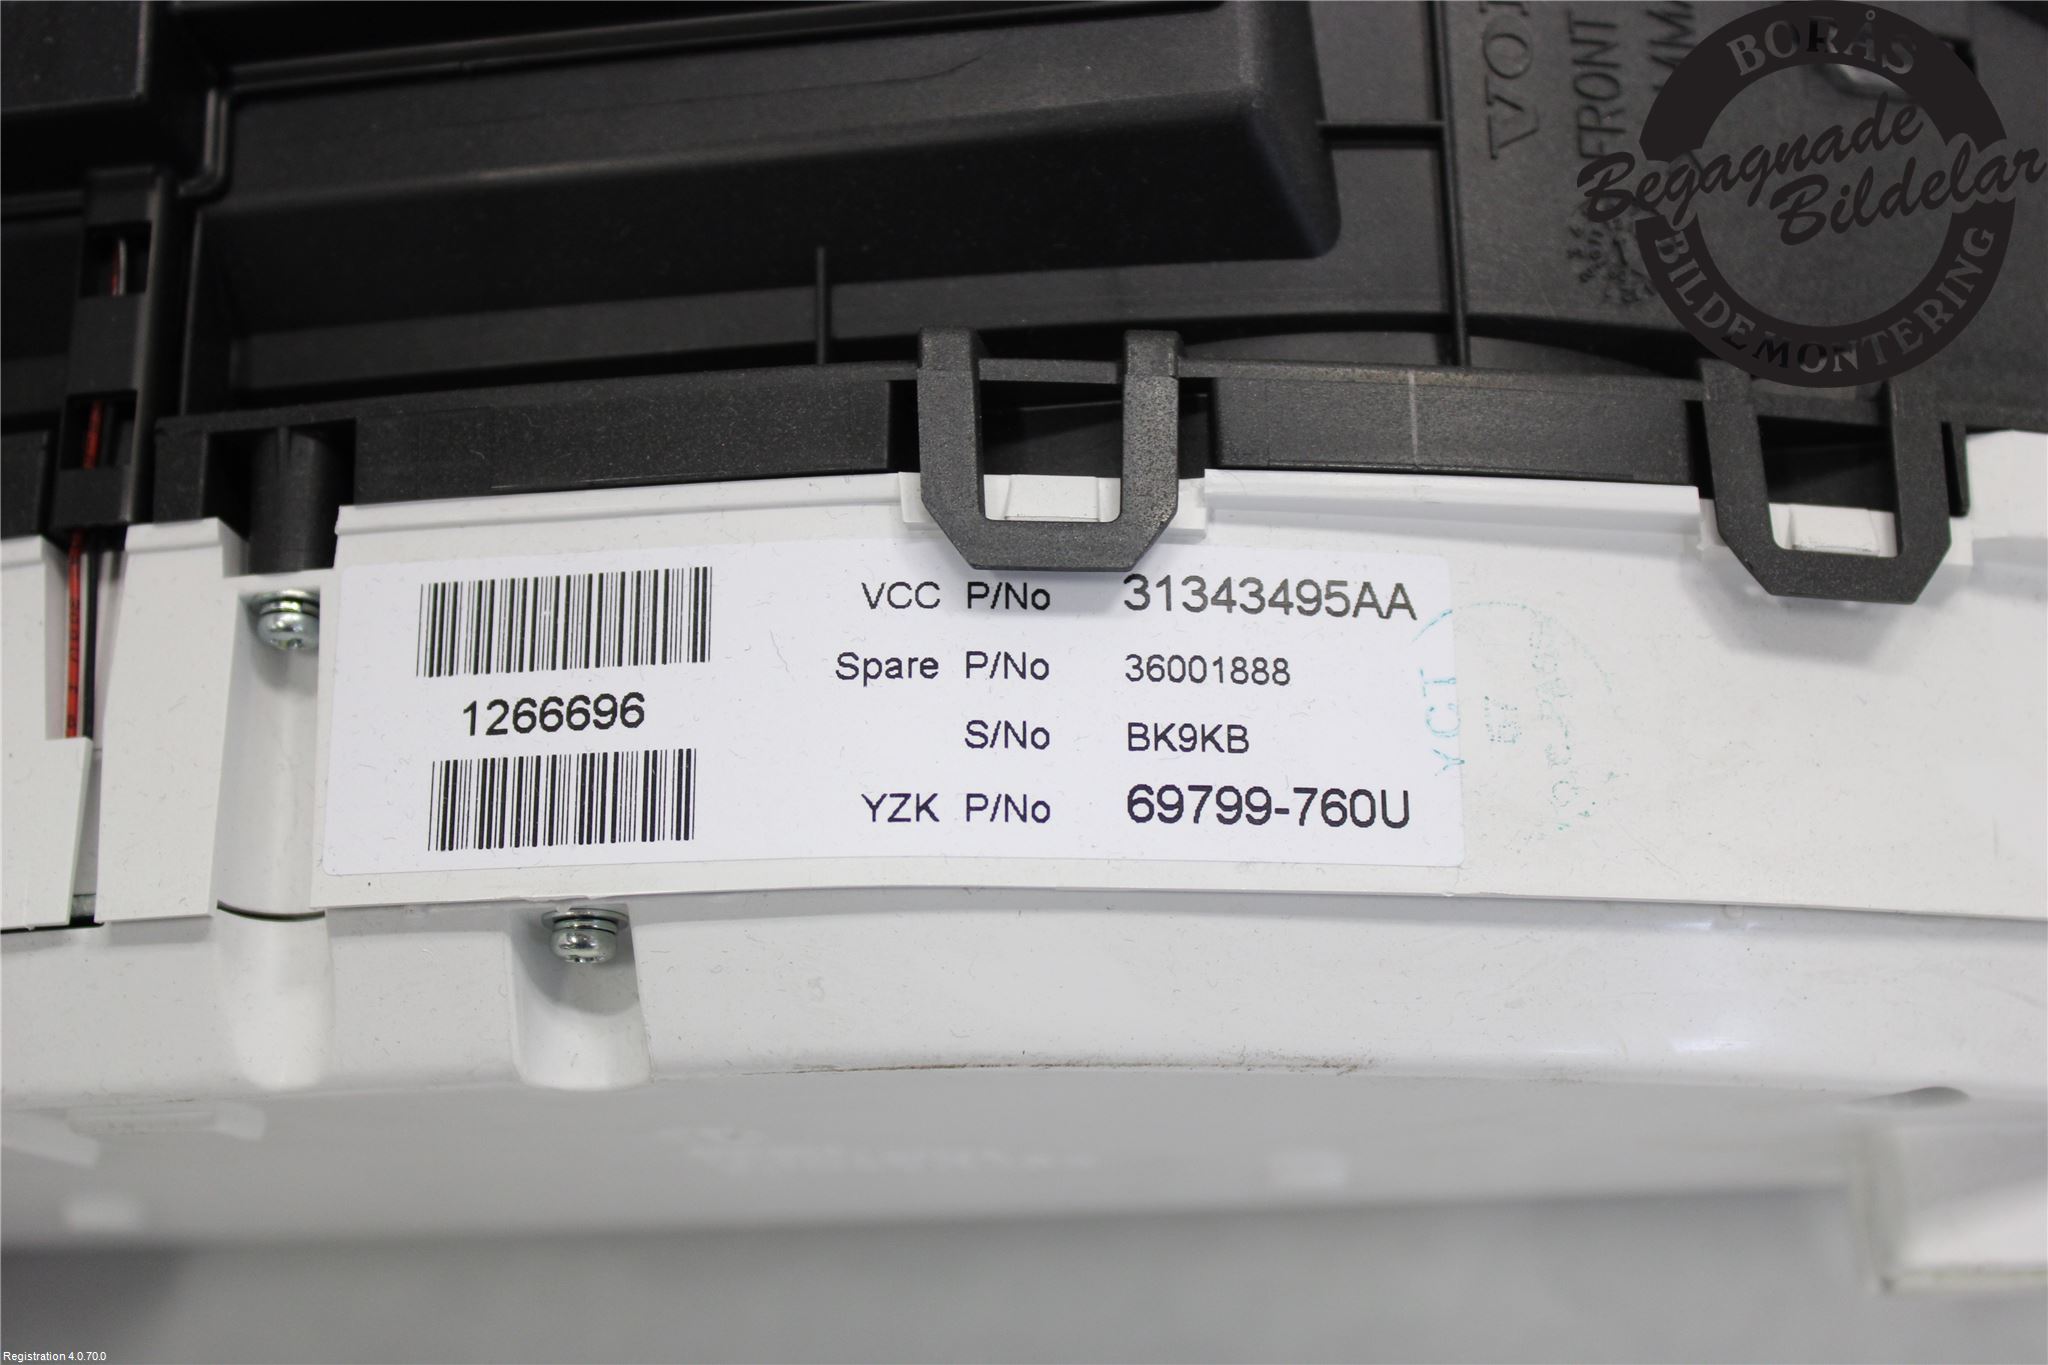 BORÅS
Begagnade
Bildelar
BILDEMONTERING
FRONT
VCC P/No 31343495AA
Spare P/No 36001888
1266696
S/No BK9KB
YZK P/No 69799-760U
YCT
Registration 4.0.70.0